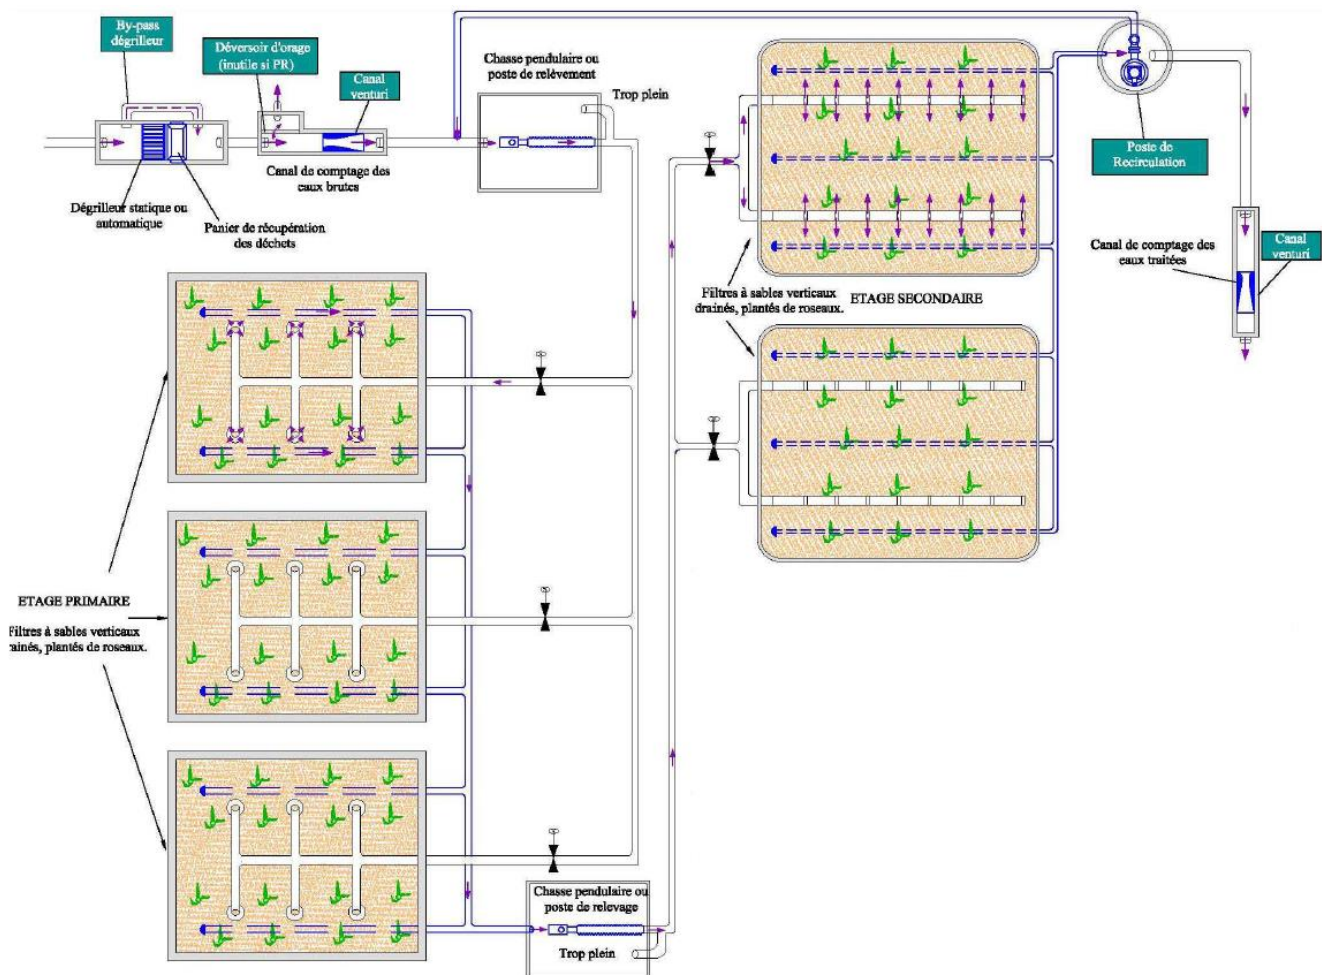 By-pass
dégrilleur
Déversoir d'orage
(inutile si PR)
Canal
venturi
Chasse pendulaire ou
poste de relèvement
Trop plein
Canal de comptage des
eaux brutes
Dégrilleur statique ou
automatique
Panier de récupération
des déchets
Poste de
Recirculation
Canal de comptage des
eaux traitées
Canal
venturi
Filtres à sables verticaux
drainés, plantés de roseaux.
ETAGE SECONDAIRE
ETAGE PRIMAIRE
Filtres à sables verticaux
rainés, plantés de roseaux.
Chasse pendulaire ou
poste de relevage
Trop plein